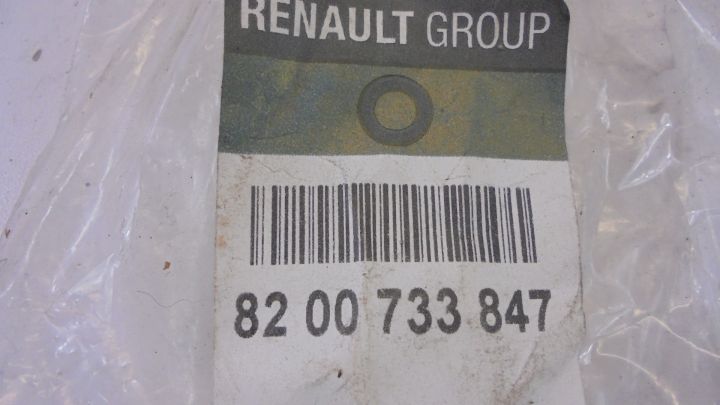 RENAULT GROUP
82 00 733 847